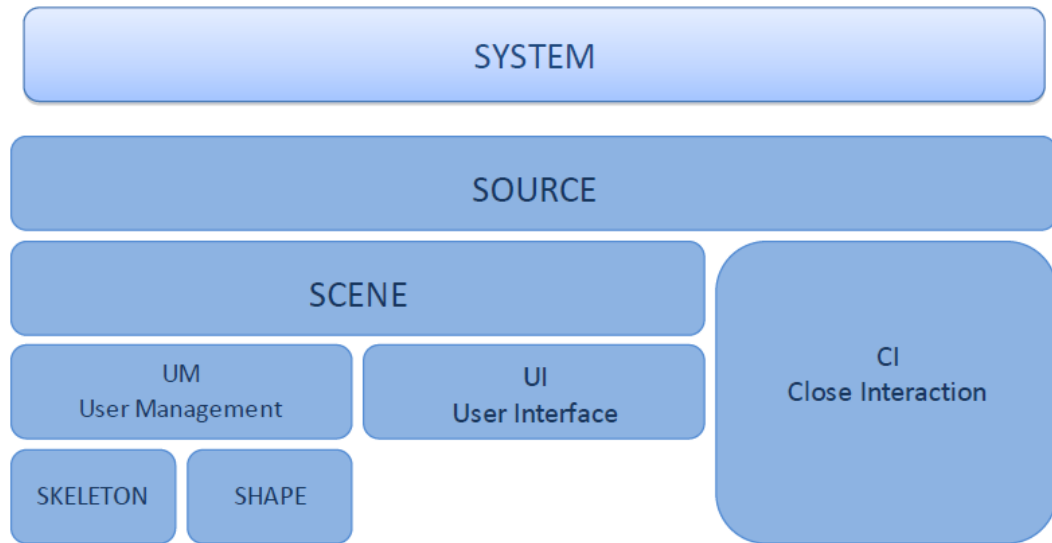 SYSTEM
SOURCE
SCENE
UM
User Management
UI
User Interface
CI
Close Interaction
SKELETON
SHAPE